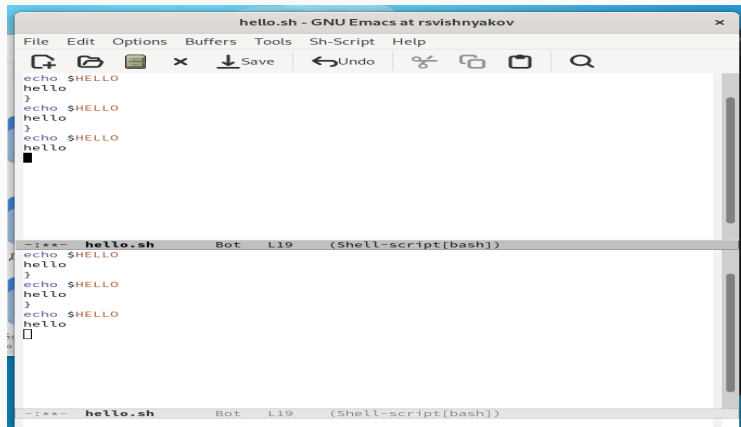 hello.sh - GNU Emacs at rsvishnyakov
File Edit Options Buffers Tools Sh-Script Help
Save Undo
echo $HELLO
hello
}
echo $HELLO
hello
}
echo $HELLO
hello
-:**- hello.sh Bot L19 (Shell-script[bash])
echo $HELLO
hello
}
echo $HELLO
hello
}
echo $HELLO
hello
-:**- hello.sh Bot L19 (Shell-script[bash])